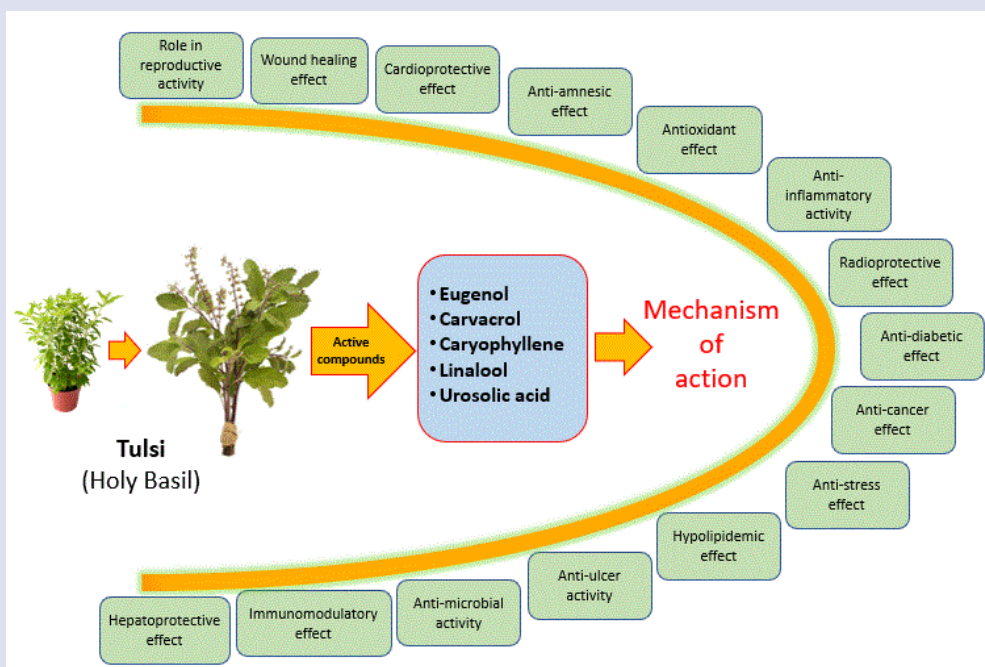 Role in
reproductive
activity
Wound healing
effect
Cardioprotective
effect
Anti-amnesic
effect
Antioxidant
effect
Anti-
inflammatory
activity
Radioprotective
effect
Anti-diabetic
effect
Anti-cancer
effect
Anti-stress
effect
Hypolipidemic
effect
Anti-ulcer
activity
Anti-microbial
activity
Immunomodulatory
effect
Hepatoprotective
effect
Tulsi
(Holy Basil)
Active
compounds
• Eugenol
• Carvacrol
• Caryophyllene
• Linalool
• Urosolic acid
Mechanism
of
action